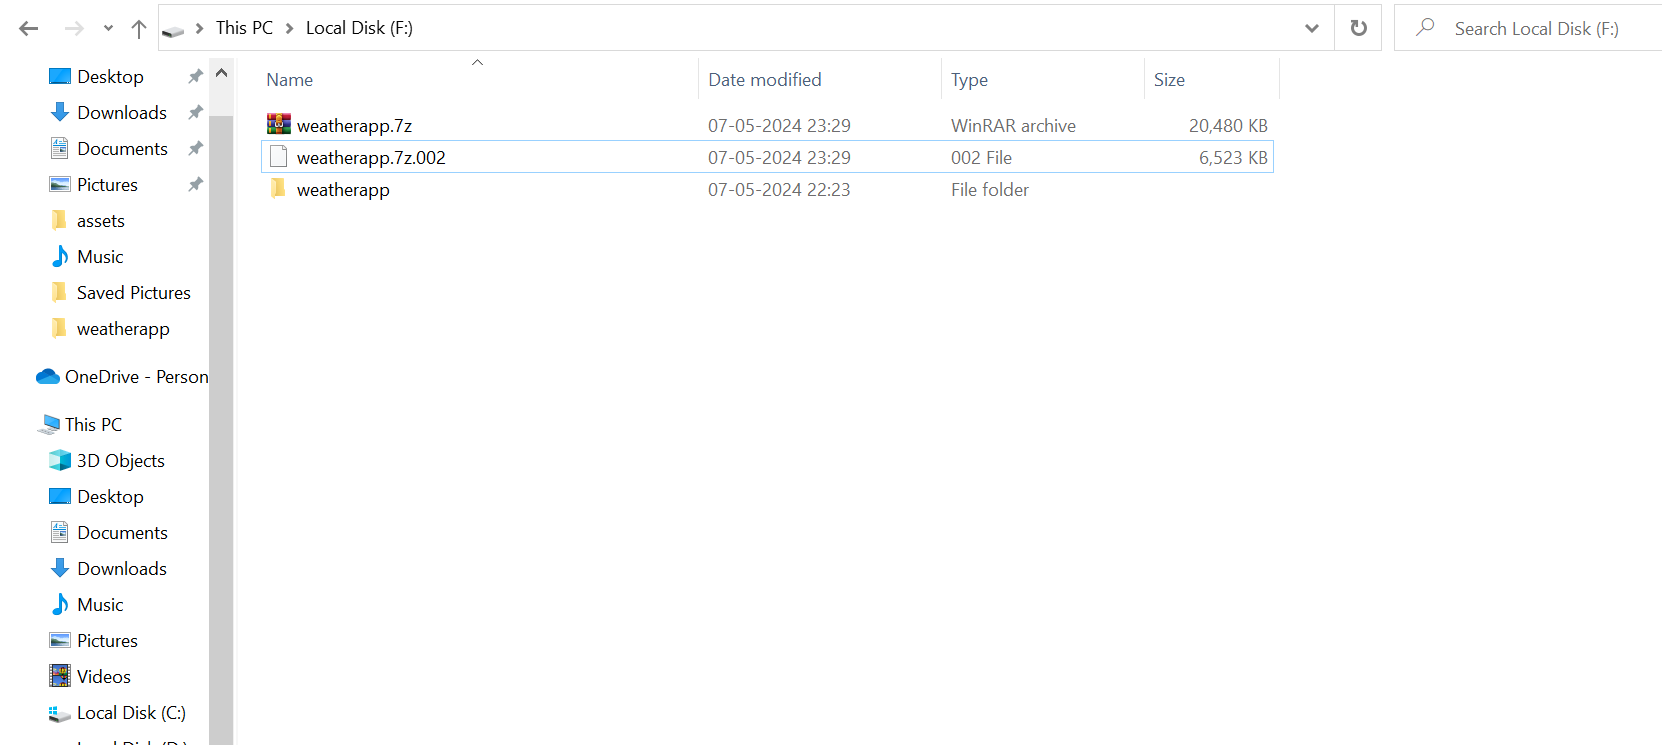 This PC
Local Disk (F:)
Search Local Disk (F:)
Desktop
Downloads
Documents
Pictures
assets
Music
Saved Pictures
weatherapp
OneDrive - Person
This PC
3D Objects
Desktop
Documents
Downloads
Music
Pictures
Videos
Local Disk (C:)
Local Disk (D:)
Name Date modified Type Size
weatherapp.7z 07-05-2024 23:29 WinRAR archive 20,480 KB
weatherapp.7z.002 07-05-2024 23:29 002 File 6,523 KB
weatherapp 07-05-2024 22:23 File folder